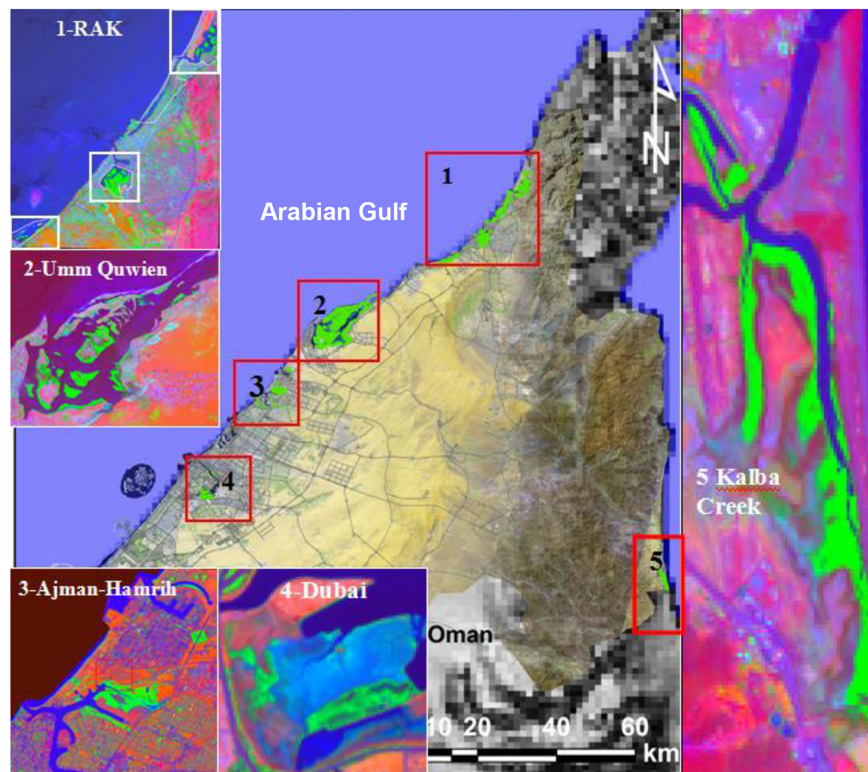 1-RAK
1
Arabian Gulf
N
2-Umm Quwien
2
3
4
5 Kalba
Creek
5
3-Ajman-Hamrih
4-Dubai
Oman
10 20 40 60
km